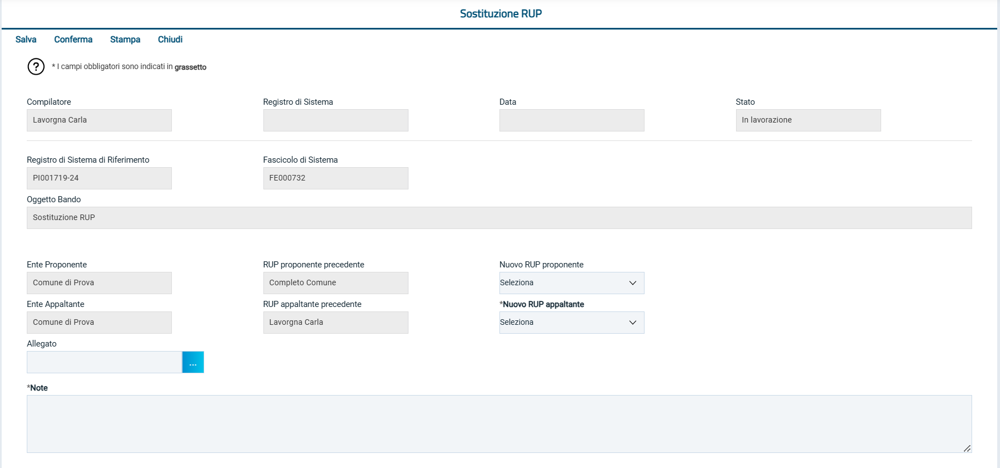 Sostituzione RUP
Salva Conferma Stampa Chiudi
? * I campi obbligatori sono indicati in grassetto
Compilatore Registro di Sistema Data Stato
Lavorgna Carla In lavorazione
Registro di Sistema di Riferimento Fascicolo di Sistema
PI001719-24 FE000732
Oggetto Bando
Sostituzione RUP
Ente Proponente RUP proponente precedente Nuovo RUP proponente
Comune di Prova Completo Comune Seleziona
Ente Appaltante RUP appaltante precedente *Nuovo RUP appaltante
Comune di Prova Lavorgna Carla Seleziona
Allegato
...
*Note